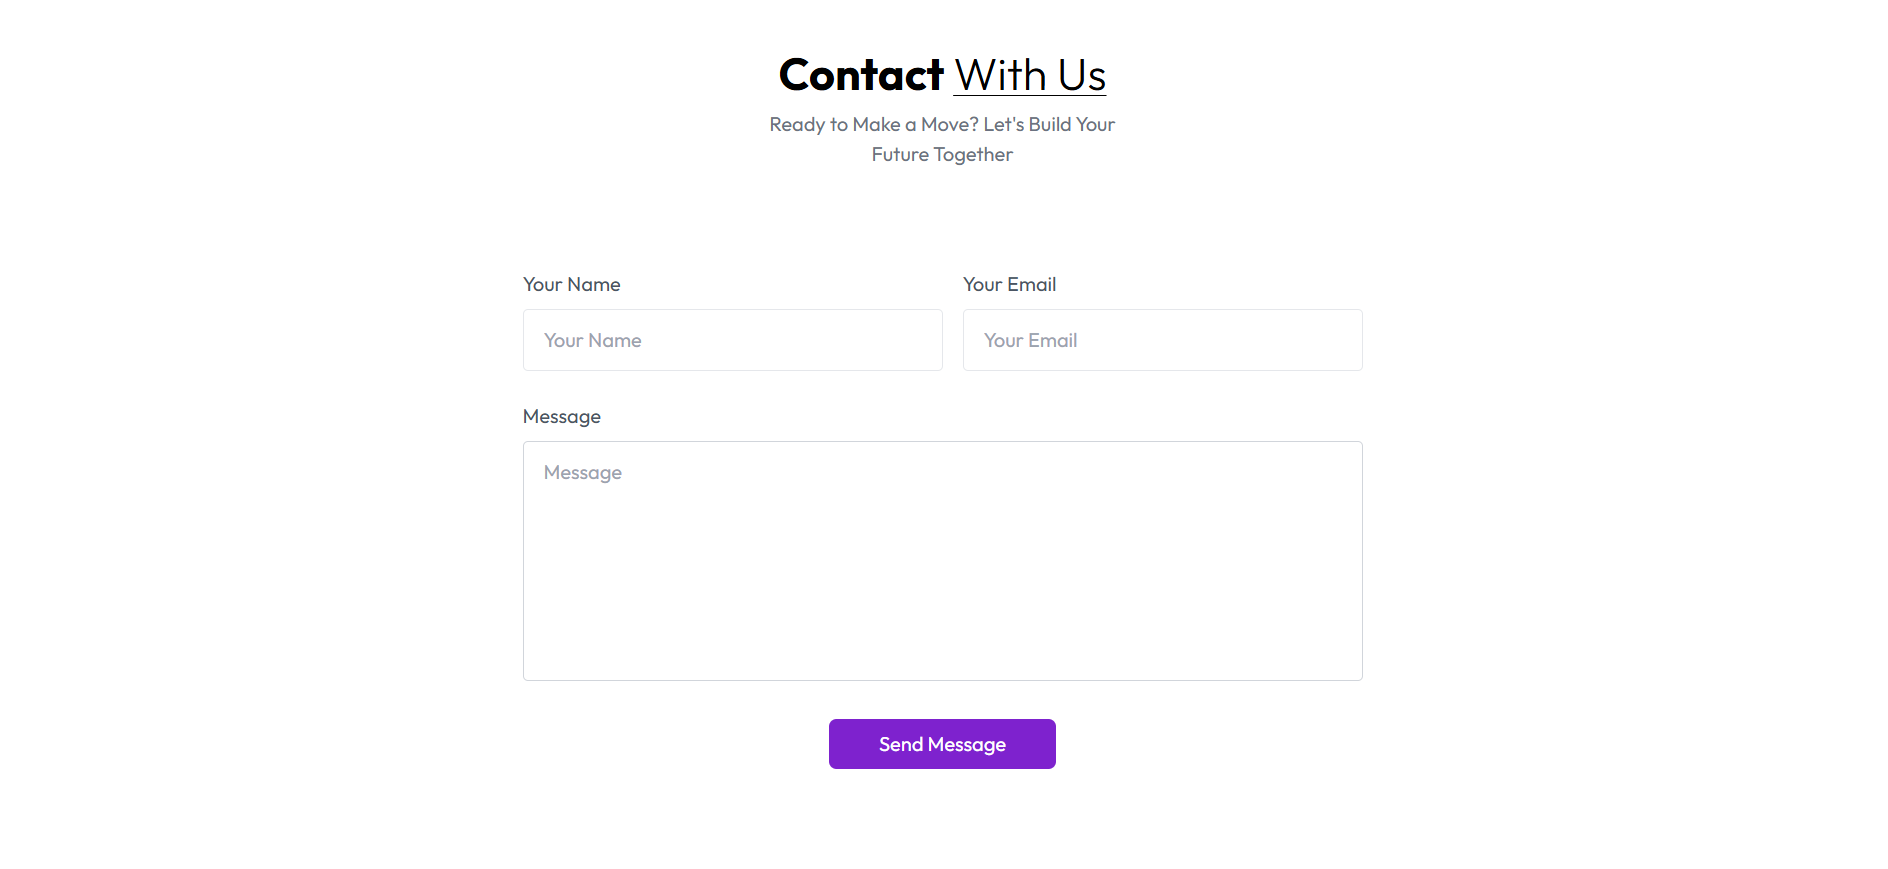 Contact With Us
Ready to Make a Move? Let's Build Your
Future Together
Your Name
Your Email
Your Name
Your Email
Message
Message
Send Message